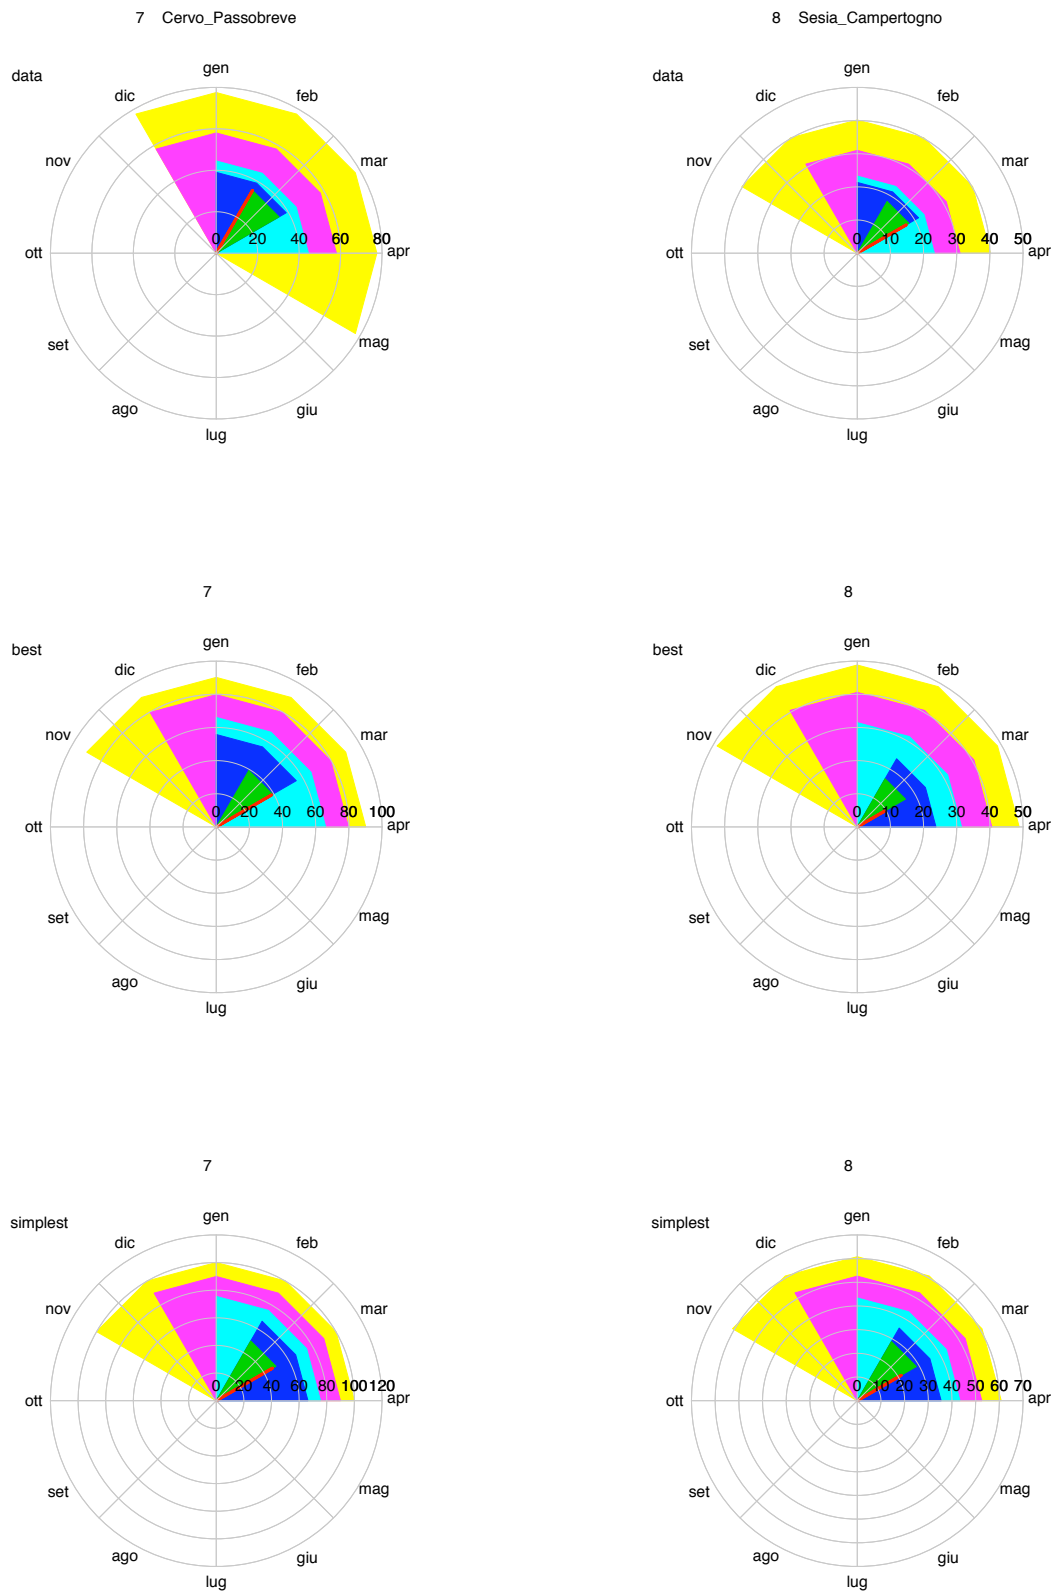 7 Cervo_Passobreve
8 Sesia_Campertogno
data
gen
dic
feb
nov
mar
0 20 40 60 80
ott
apr
set
mag
ago
giu
lug
data
gen
dic
feb
nov
mar
0 10 20 30 40 50
ott
apr
set
mag
ago
giu
lug
7
8
best
gen
dic
feb
nov
mar
0 20 40 60 80 100
ott
apr
set
mag
ago
giu
lug
best
gen
dic
feb
nov
mar
0 10 20 30 40 50
ott
apr
set
mag
ago
giu
lug
7
8
simplest
gen
dic
feb
nov
mar
0 20 40 60 80 100 120
ott
apr
set
mag
ago
giu
lug
simplest
gen
dic
feb
nov
mar
0 10 20 30 40 50 60 70
ott
apr
set
mag
ago
giu
lug